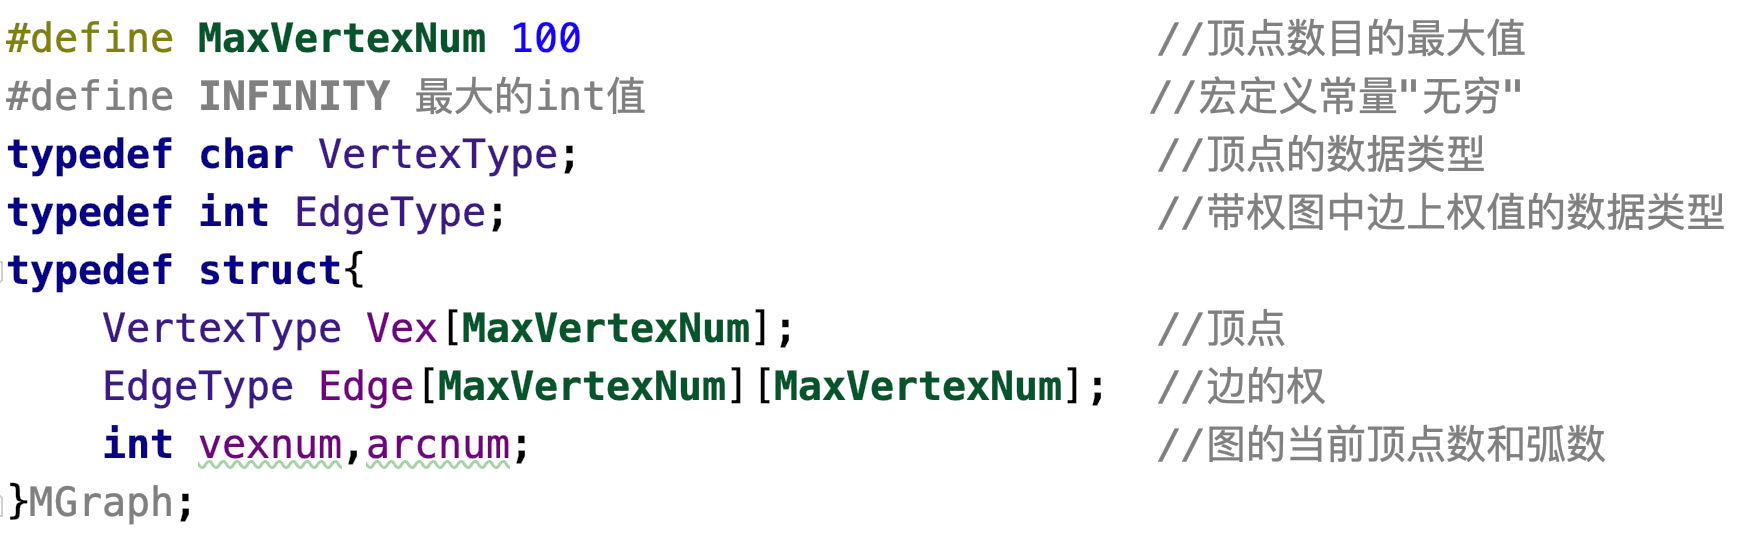 #define MaxVertexNum 100 //顶点数目的最大值
#define INFINITY 最大的int值 //宏定义常量"无穷"
typedef char VertexType; //顶点的数据类型
typedef int EdgeType; //带权图中边上权值的数据类型
typedef struct{
VertexType Vex[MaxVertexNum]; //顶点
EdgeType Edge[MaxVertexNum][MaxVertexNum]; //边的权
int vexnum,arcnum; //图的当前顶点数和弧数
}MGraph;